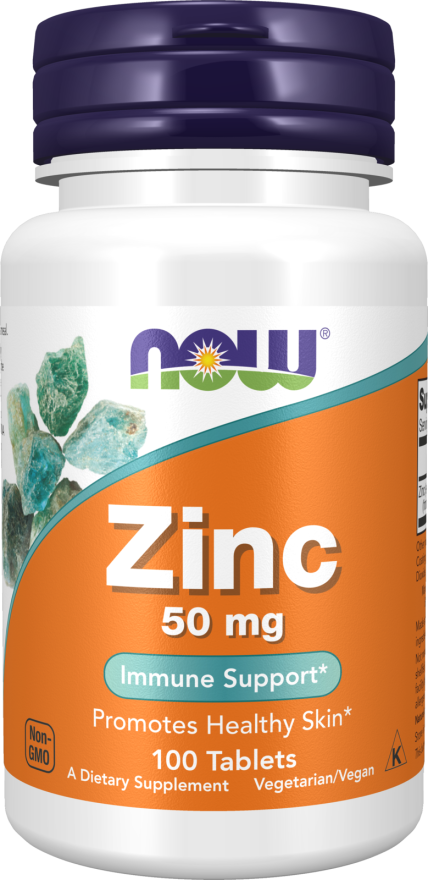 NOW®
Zinc
50 mg
Immune Support*
Promotes Healthy Skin*
100 Tablets
A Dietary Supplement Vegetarian/Vegan
Non-
GMO
K